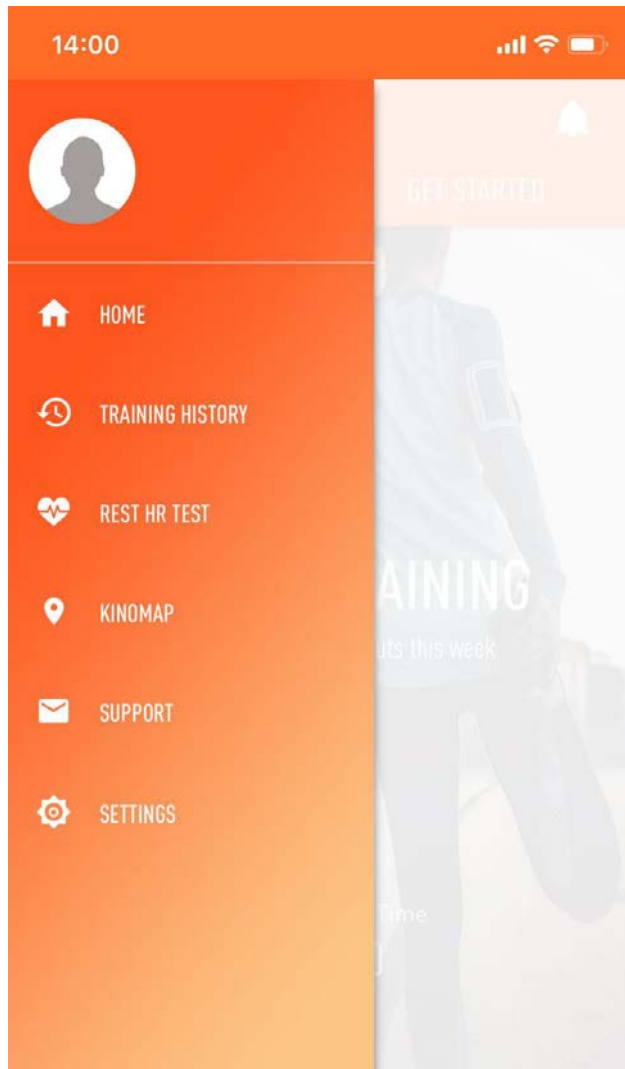 14:00
GET STARTED
HOME
TRAINING HISTORY
REST HR TEST
KINOMAP
AINING
uts this week
SUPPORT
SETTINGS
Time